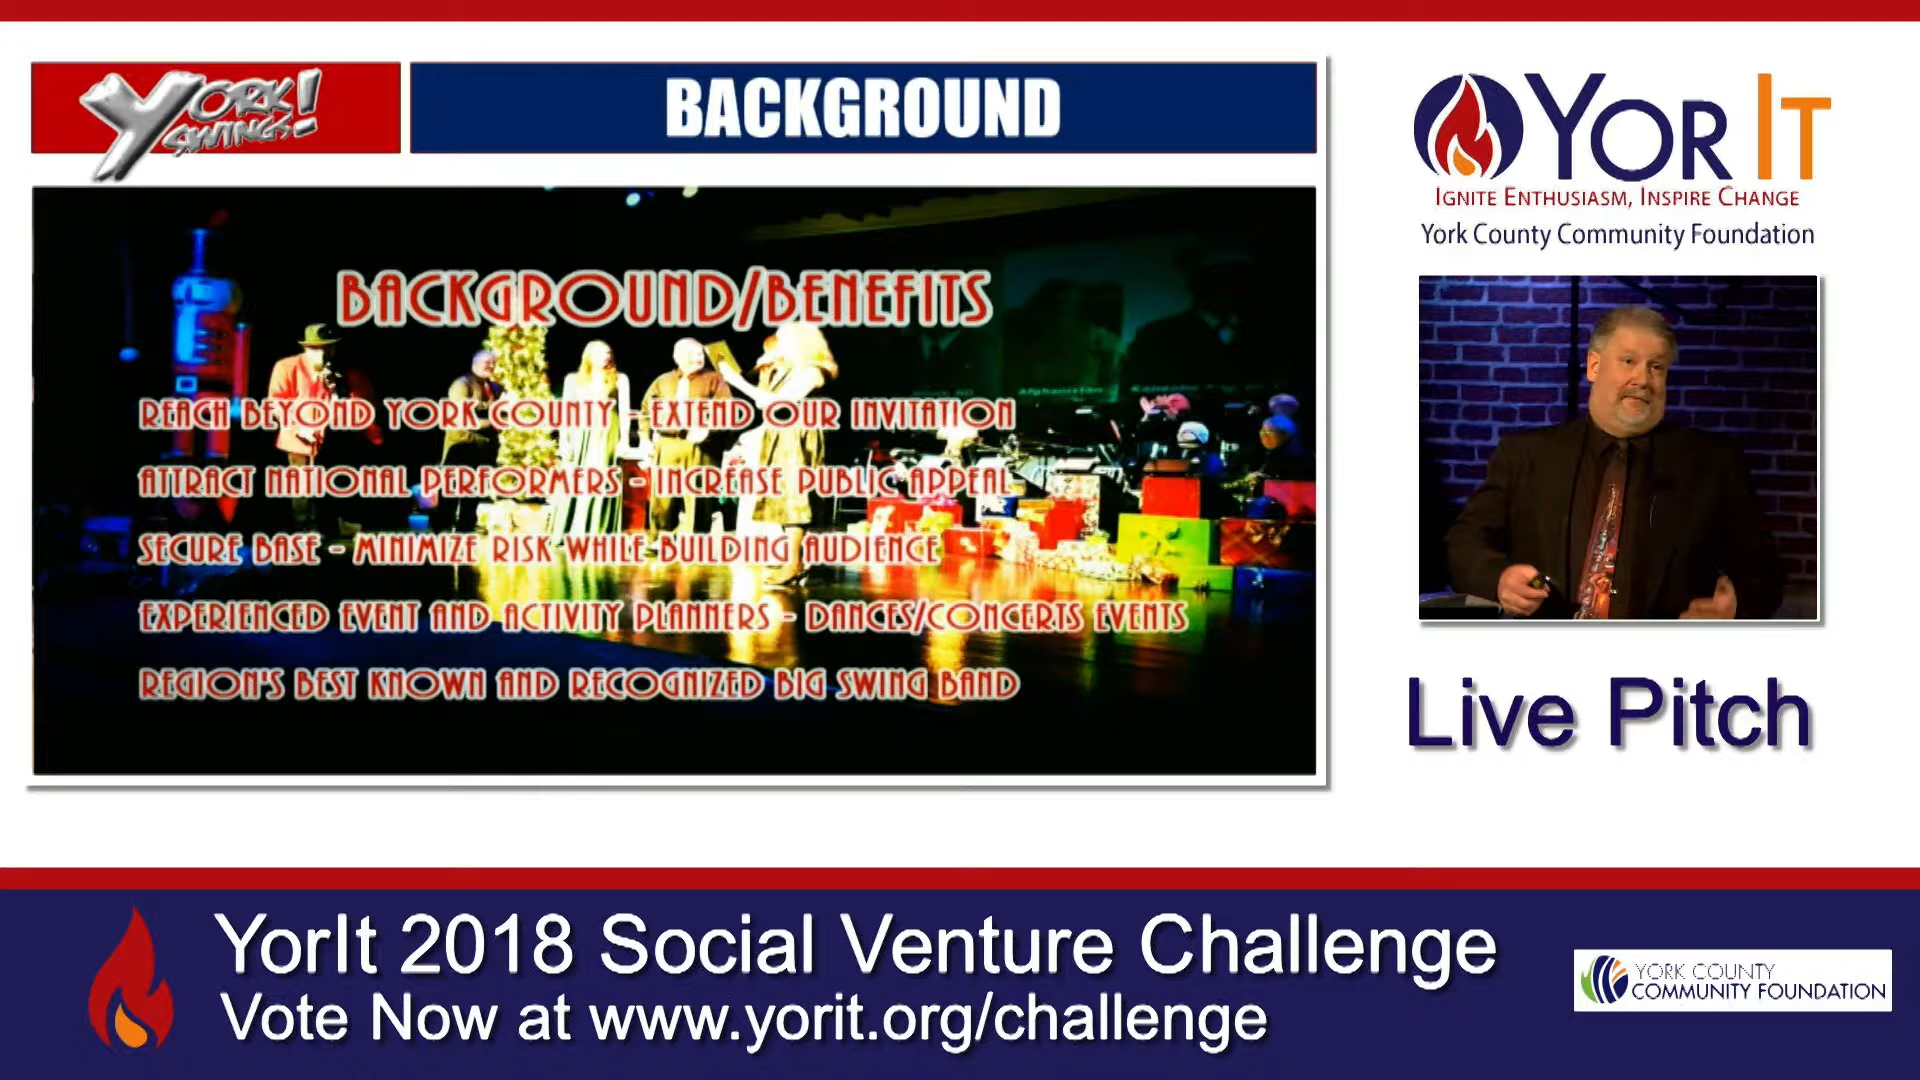 YORK!
SWINGS!
BACKGROUND
BACKGROUND/BENEFITS
REACH BEYOND YORK COUNTY - EXTEND OUR INVITATION
ATTRACT NATIONAL PERFORMERS - INCREASE PUBLIC APPEAL
SECURE BASE - MINIMIZE RISK WHILE BUILDING AUDIENCE
EXPERIENCED EVENT AND ACTIVITY PLANNERS - DANCES/CONCERTS EVENTS
REGION'S BEST KNOWN AND RECOGNIZED BIG SWING BAND
YOR IT
IGNITE ENTHUSIASM, INSPIRE CHANGE
York County Community Foundation
Live Pitch
YorIt 2018 Social Venture Challenge
Vote Now at www.yorit.org/challenge
YORK COUNTY
COMMUNITY FOUNDATION